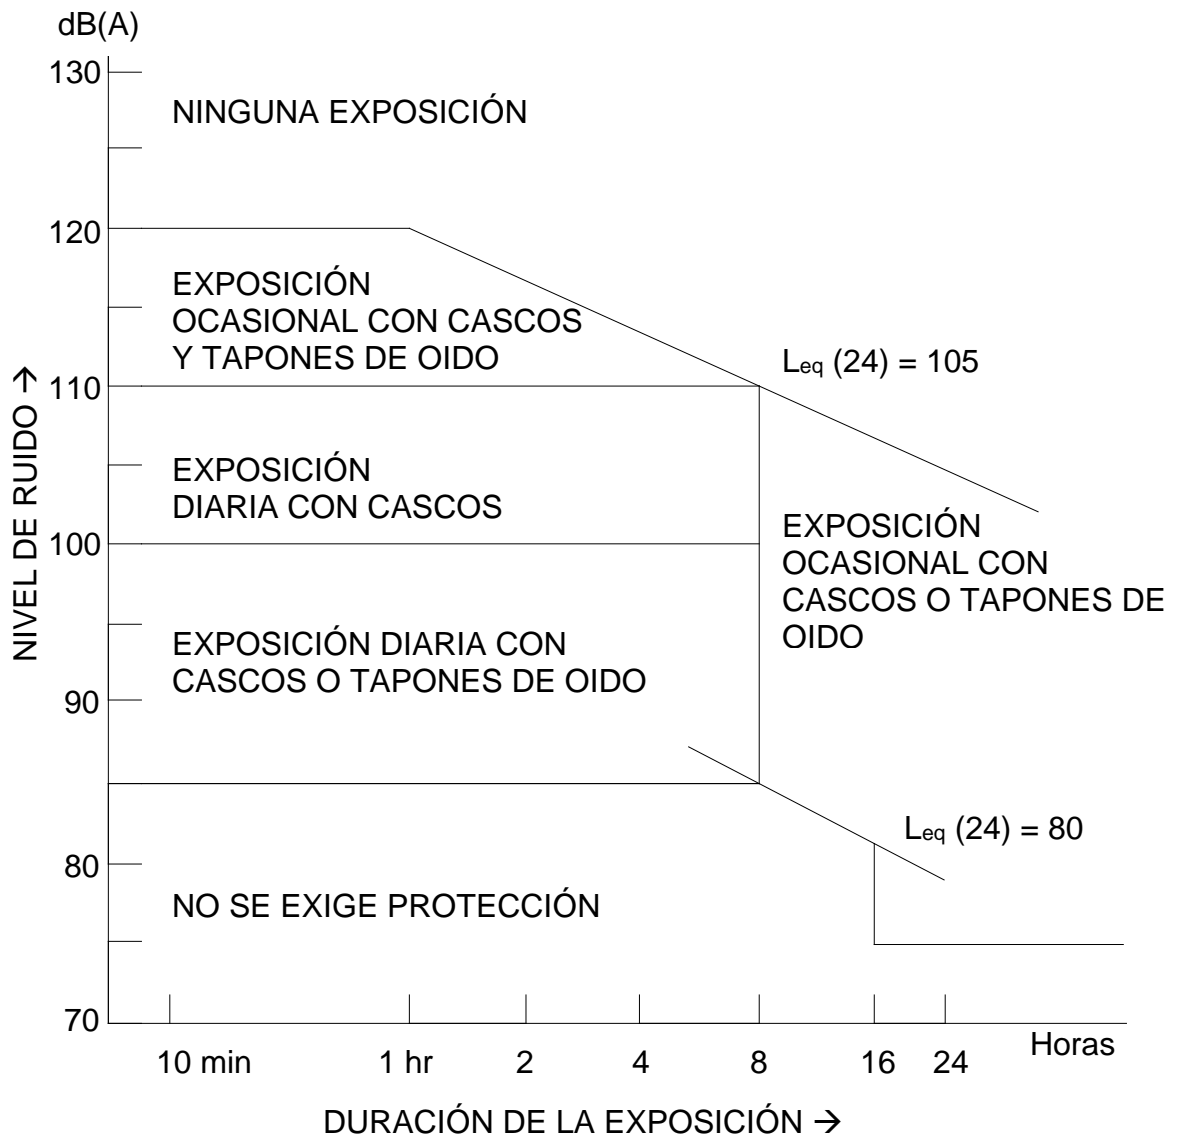 dB(A)
130
NINGUNA EXPOSICIÓN
120
EXPOSICIÓN
OCASIONAL CON CASCOS
Y TAPONES DE OIDO
Leq (24) = 105
110
EXPOSICIÓN
DIARIA CON CASCOS
NIVEL DE RUIDO →
100
EXPOSICIÓN
OCASIONAL CON
CASCOS O TAPONES DE
OIDO
EXPOSICIÓN DIARIA CON
CASCOS O TAPONES DE OIDO
90
Leq (24) = 80
80
NO SE EXIGE PROTECCIÓN
70
10 min 1 hr 2 4 8 16 24 Horas
DURACIÓN DE LA EXPOSICIÓN →